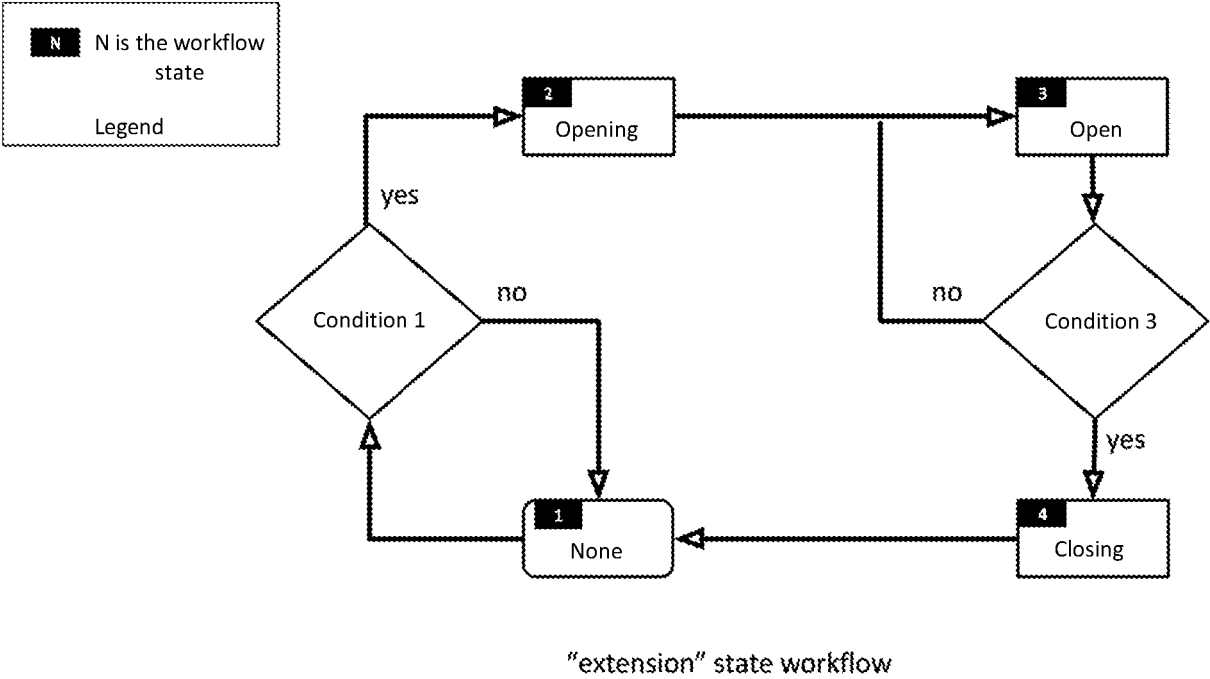 N
N is the workflow
state
Legend
2
Opening
3
Open
yes
Condition 1
no
no
Condition 3
yes
1
None
4
Closing
"extension" state workflow